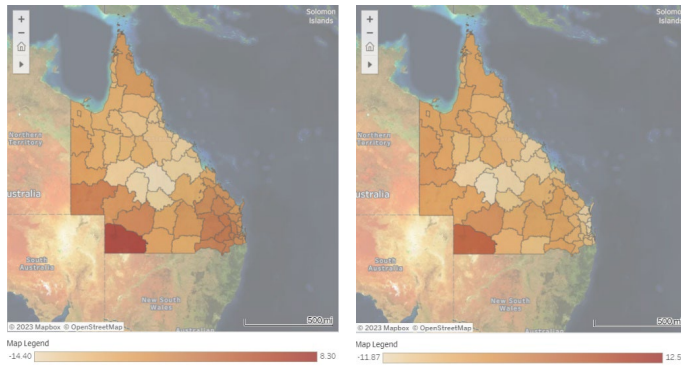 Solomon
Islands
+
−
Northern
Territory
ustralia
South
Australia
New South
Wales
Australia
500 mi
© 2023 Mapbox © OpenStreetMap
Map Legend
-14.40
8.30
Solomon
Islands
+
−
Northern
Territory
ustralia
South
Australia
New South
Wales
500 mi
© 2023 Mapbox © OpenStreetMap
Map Legend
-11.87
12.5